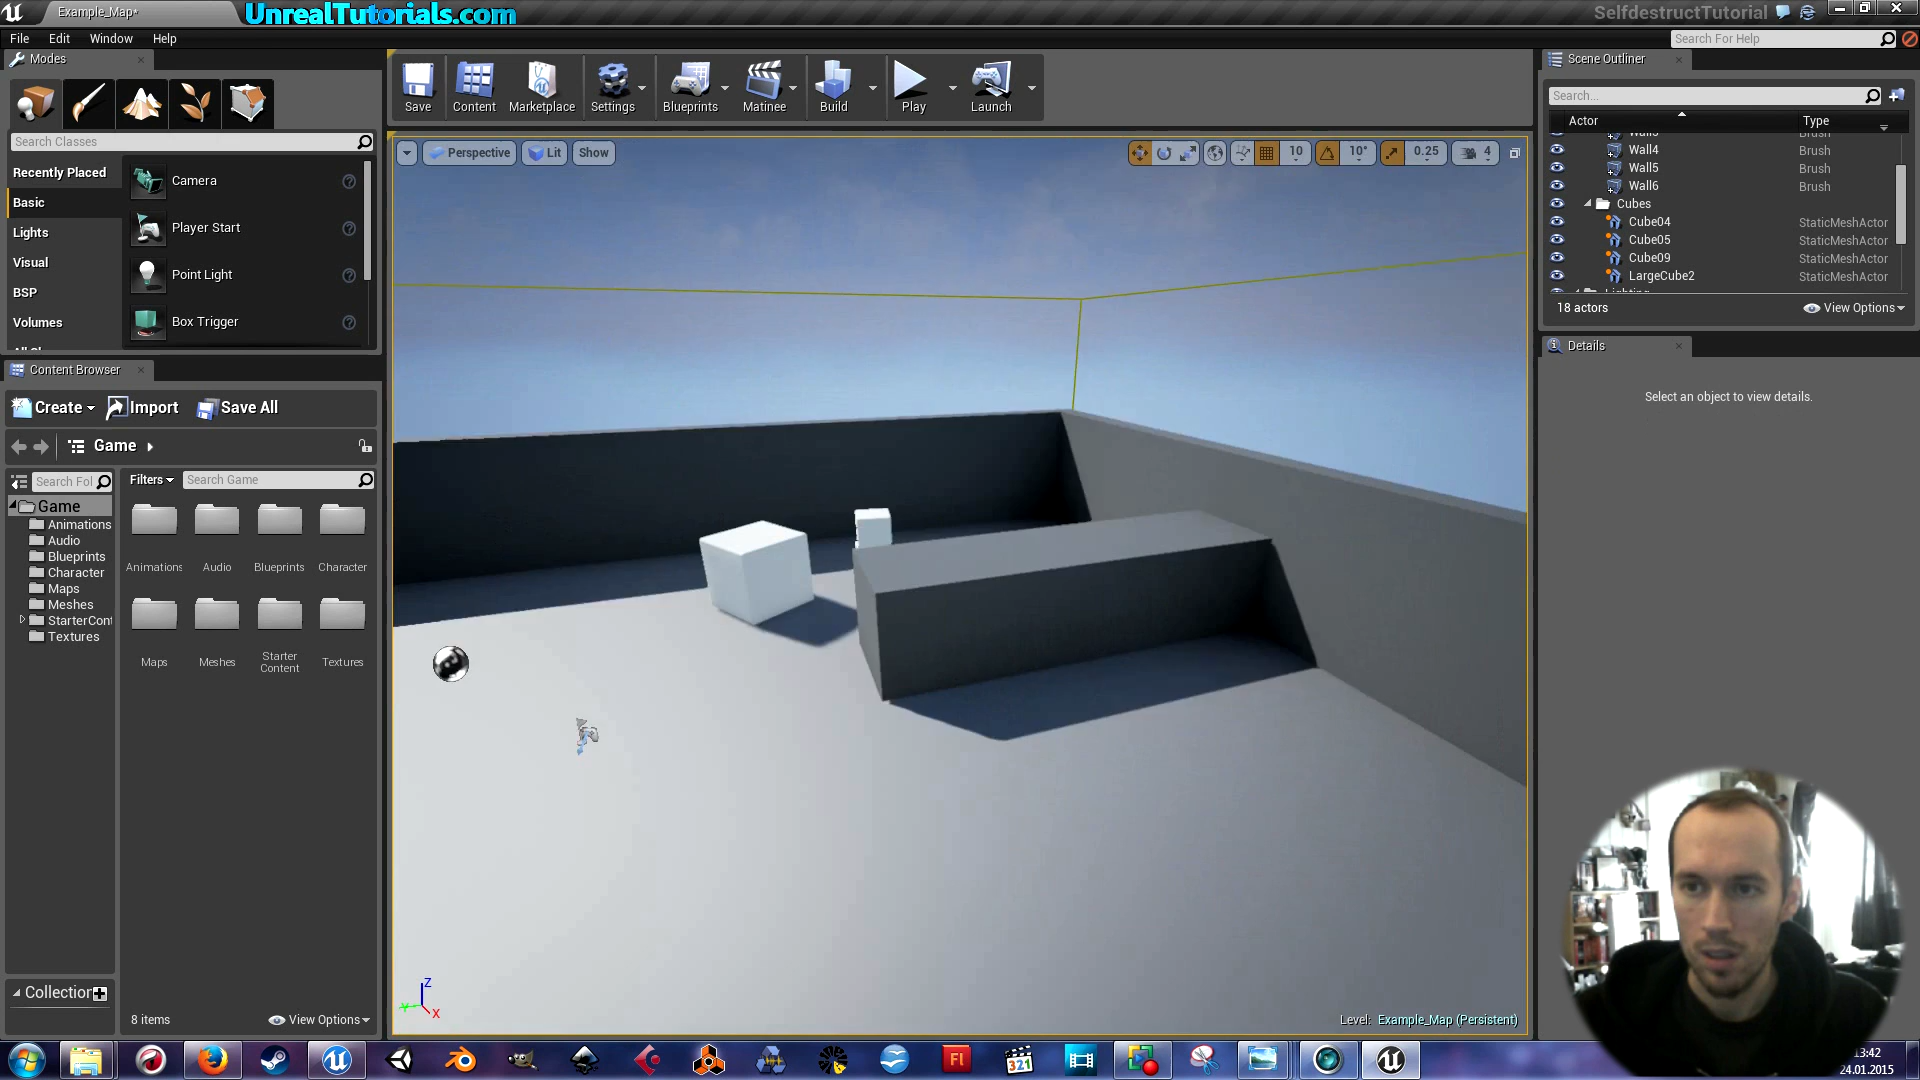 Example_Map*
UnrealTutorials.com
SelfdestructTutorial
File Edit Window Help
Search For Help
Modes
Save
Content
Marketplace
Settings
Blueprints
Matinee
Build
Play
Launch
Search Classes
Recently Placed
Basic
Lights
Visual
BSP
Volumes
Camera
Player Start
Point Light
Box Trigger
Perspective
Lit
Show
10
10°
0.25
4
Scene Outliner
Search...
Actor Type
Wall4 Brush
Wall5 Brush
Wall6 Brush
Cubes
Cube04 StaticMeshActor
Cube05 StaticMeshActor
Cube09 StaticMeshActor
LargeCube2 StaticMeshActor
18 actors
View Options
Details
Select an object to view details.
Content Browser
Create
Import
Save All
Game
Search Fol
Filters
Search Game
Game
Animations
Audio
Blueprints
Character
Maps
Meshes
StarterCont
Textures
Animations
Audio
Blueprints
Character
Maps
Meshes
Starter
Content
Textures
Collection
8 items
View Options
Z
Y
X
Level: Example_Map (Persistent)
Fl
321
13:42
24.01.2015